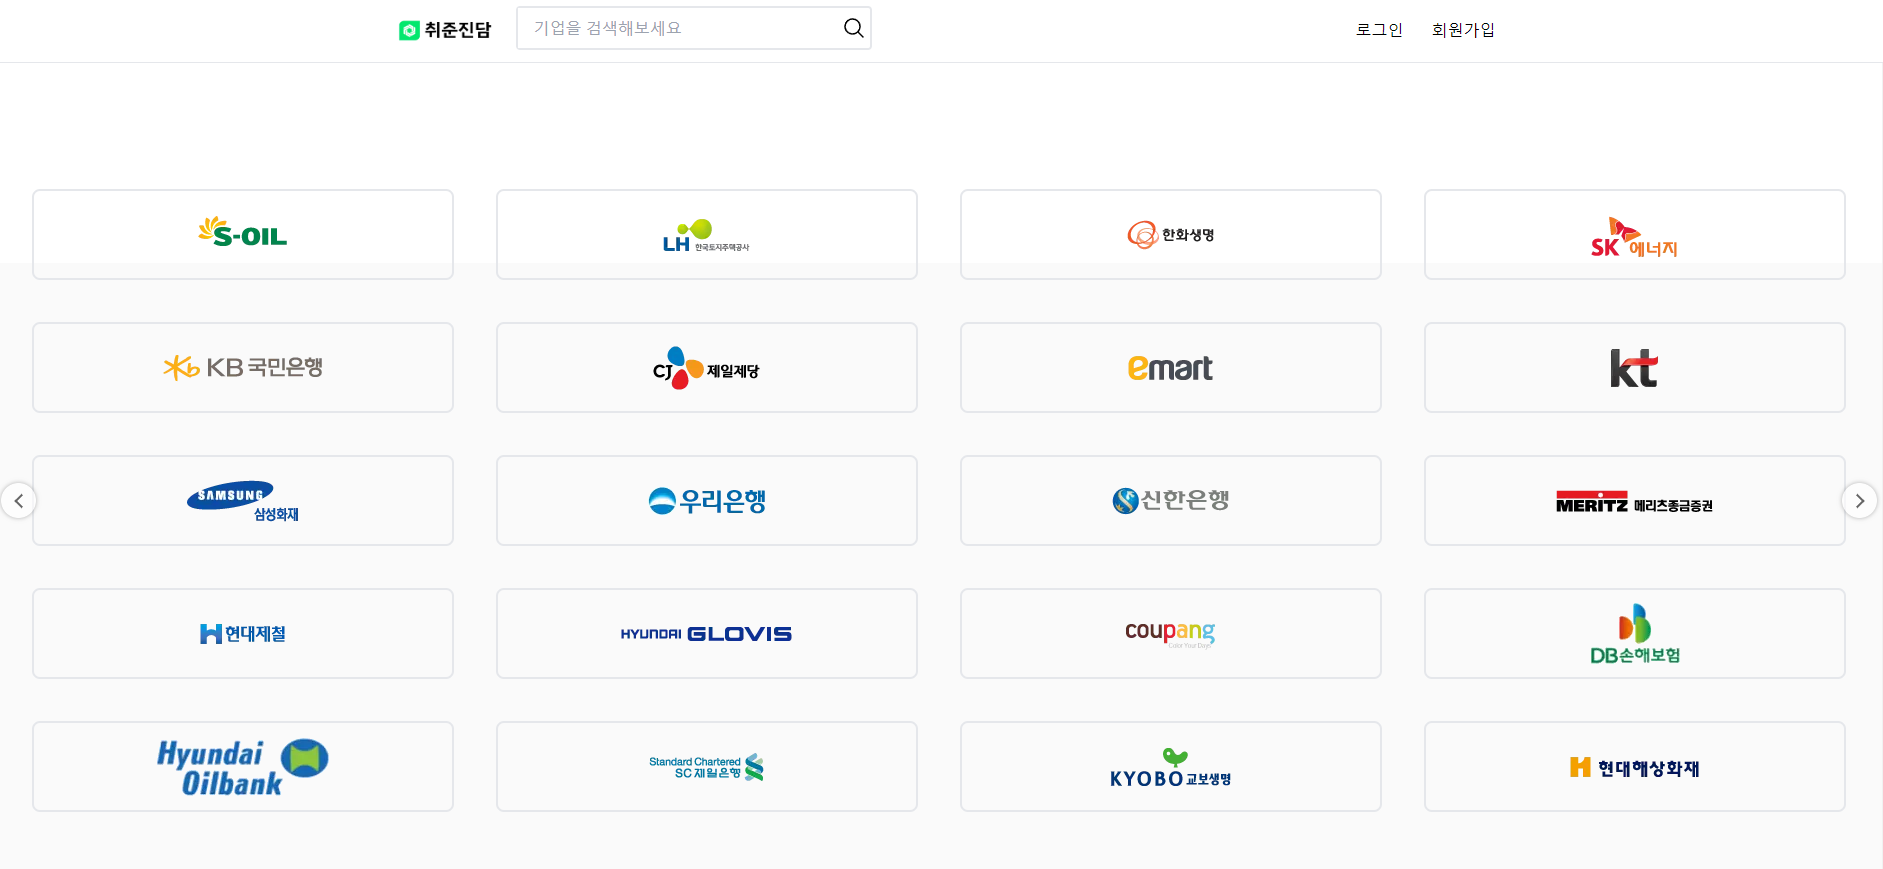 취준진담
기업을 검색해보세요
로그인
회원가입
S-OIL
LH 한국토지주택공사
한화생명
SK 에너지
Kb KB 국민은행
CJ 제일제당
emart
kt
SAMSUNG
삼성화재
우리은행
신한은행
MERITZ 메리츠종금증권
현대제철
HYUNDAI GLOVIS
coupang
Color Your Days
DB손해보험
Hyundai
Oilbank
Standard Chartered
SC제일은행
KYOBO 교보생명
현대해상화재